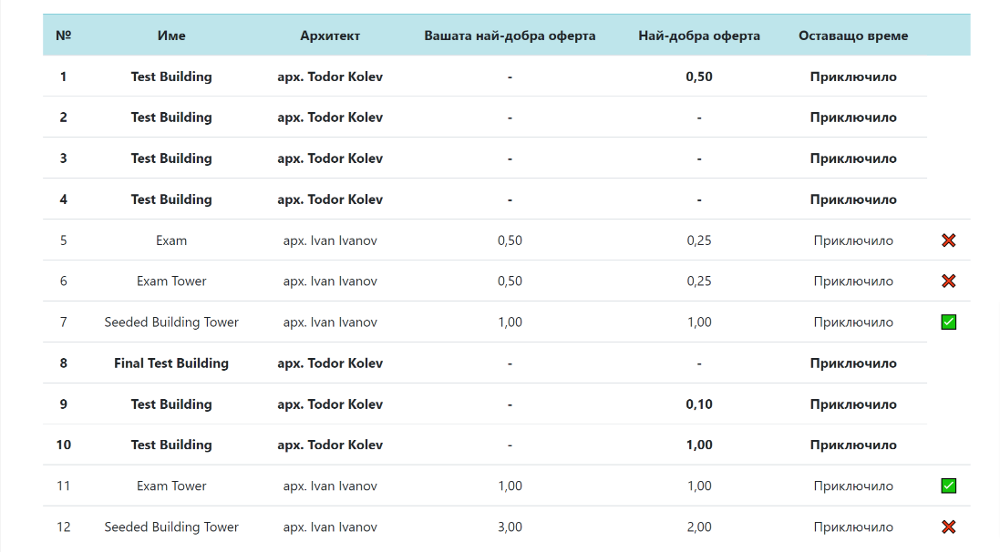 № Име Архитект Вашата най-добра оферта Най-добра оферта Оставащо време
1 Test Building арх. Todor Kolev - 0,50 Приключило
2 Test Building арх. Todor Kolev - - Приключило
3 Test Building арх. Todor Kolev - - Приключило
4 Test Building арх. Todor Kolev - - Приключило
5 Exam арх. Ivan Ivanov 0,50 0,25 Приключило
6 Exam Tower арх. Ivan Ivanov 0,50 0,25 Приключило
7 Seeded Building Tower арх. Ivan Ivanov 1,00 1,00 Приключило
8 Final Test Building арх. Todor Kolev - - Приключило
9 Test Building арх. Todor Kolev - 0,10 Приключило
10 Test Building арх. Todor Kolev - 1,00 Приключило
11 Exam Tower арх. Ivan Ivanov 1,00 1,00 Приключило
12 Seeded Building Tower арх. Ivan Ivanov 3,00 2,00 Приключило